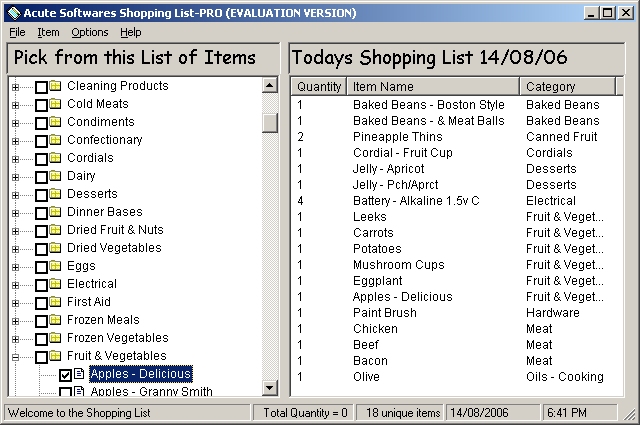 Acute Softwares Shopping List-PRO (EVALUATION VERSION)
File Item Options Help
Pick from this List of Items
Cleaning Products
Cold Meats
Condiments
Confectionary
Cordials
Dairy
Desserts
Dinner Bases
Dried Fruit & Nuts
Dried Vegetables
Eggs
Electrical
First Aid
Frozen Meals
Frozen Vegetables
Fruit & Vegetables
Apples - Delicious
Apples - Granny Smith
Todays Shopping List 14/08/06
Quantity Item Name Category
1 Baked Beans - Boston Style Baked Beans
1 Baked Beans - & Meat Balls Baked Beans
2 Pineapple Thins Canned Fruit
1 Cordial - Fruit Cup Cordials
1 Jelly - Apricot Desserts
1 Jelly - Pch/Aprct Desserts
4 Battery - Alkaline 1.5v C Electrical
1 Leeks Fruit & Veget...
1 Carrots Fruit & Veget...
1 Potatoes Fruit & Veget...
1 Mushroom Cups Fruit & Veget...
1 Eggplant Fruit & Veget...
1 Apples - Delicious Fruit & Veget...
1 Paint Brush Hardware
1 Chicken Meat
1 Beef Meat
1 Bacon Meat
1 Olive Oils - Cooking
Welcome to the Shopping List Total Quantity = 0 18 unique items 14/08/2006 6:41 PM